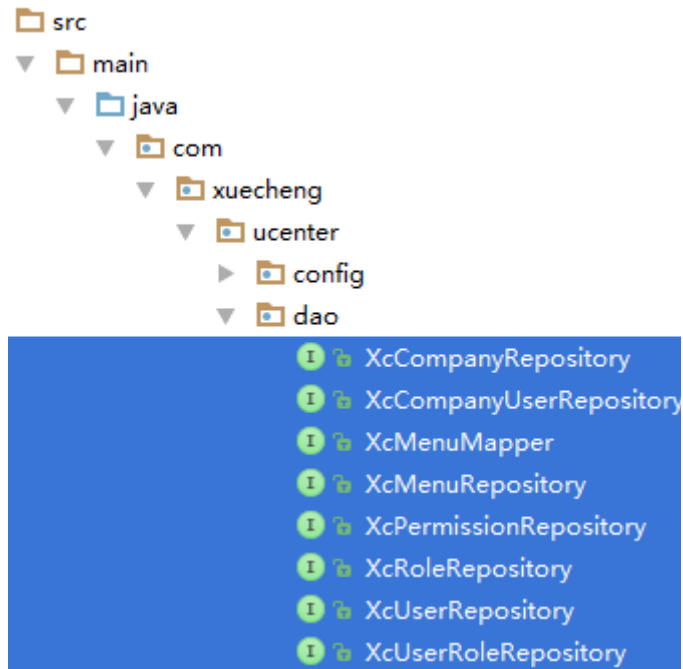 src
main
java
com
xuecheng
ucenter
config
dao
I XcCompanyRepository
I XcCompanyUserRepository
I XcMenuMapper
I XcMenuRepository
I XcPermissionRepository
I XcRoleRepository
I XcUserRepository
I XcUserRoleRepository